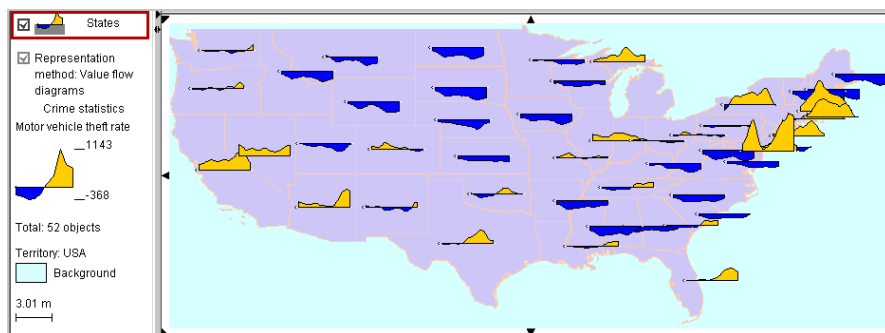 States
Representation
method: Value flow
diagrams
Crime statistics
Motor vehicle theft rate
1143
-368
Total: 52 objects
Territory: USA
Background
3.01 m